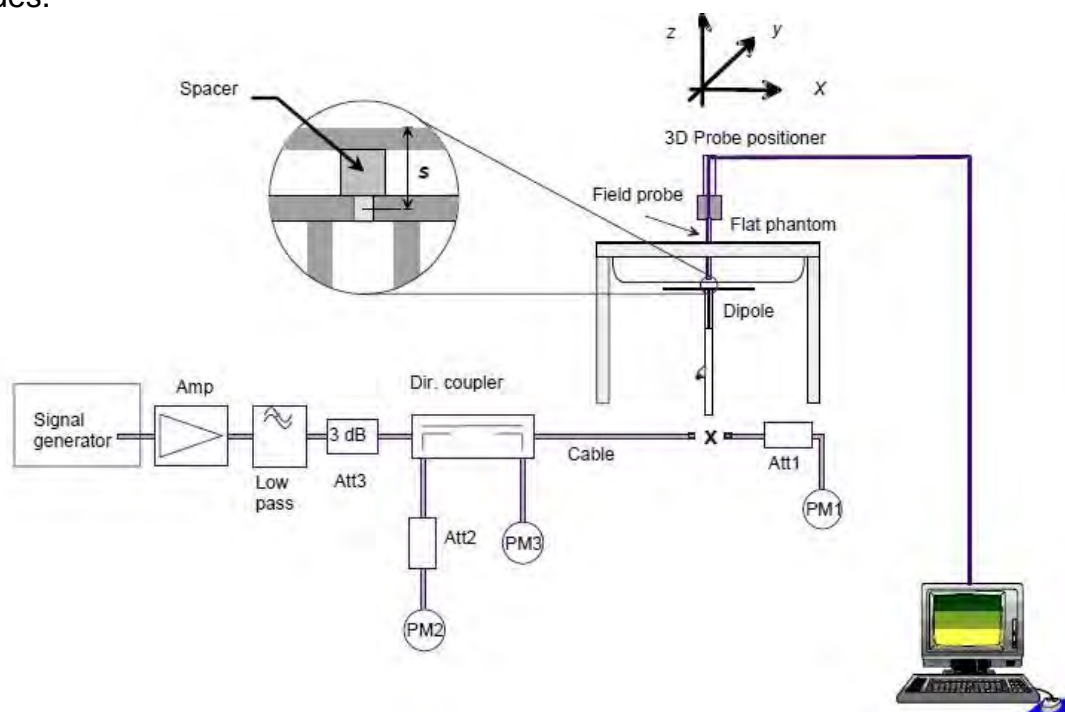 z
y
x
Spacer
s
3D Probe positioner
Field probe
Flat phantom
Dipole
Signal
generator
Amp
Low
pass
3 dB
Att3
Dir. coupler
Cable
x
Att1
PM1
Att2
PM3
PM2